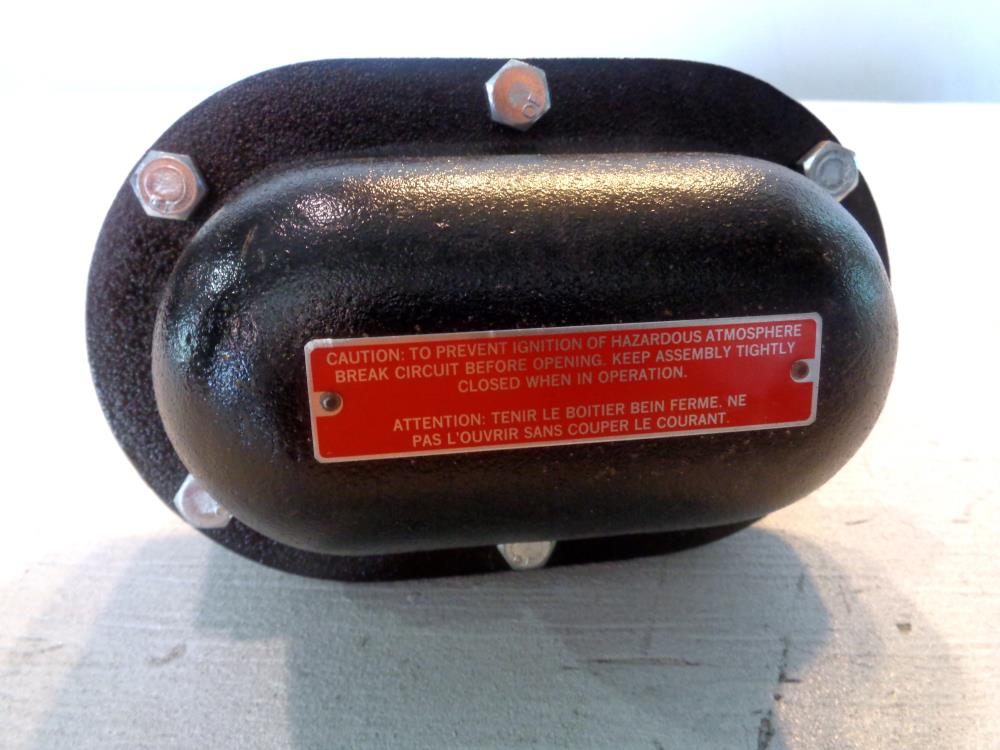 CAUTION: TO PREVENT IGNITION OF HAZARDOUS ATMOSPHERE
BREAK CIRCUIT BEFORE OPENING. KEEP ASSEMBLY TIGHTLY
CLOSED WHEN IN OPERATION.
ATTENTION: TENIR LE BOITIER BEIN FERME. NE
PAS L'OUVRIR SANS COUPER LE COURANT.